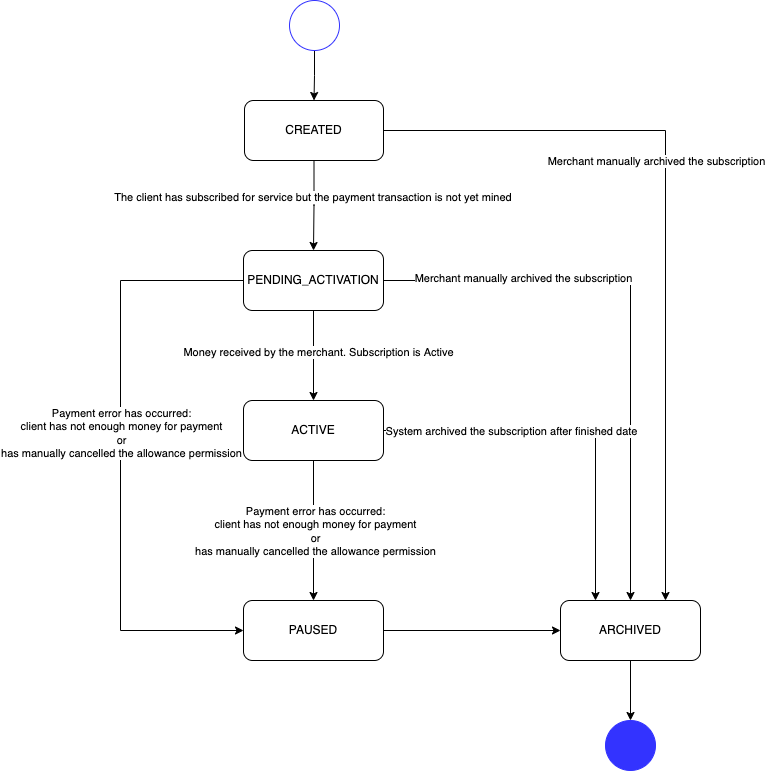 CREATED
Merchant manually archived the subscription
The client has subscribed for service but the payment transaction is not yet mined
PENDING_ACTIVATION
Merchant manually archived the subscription
Money received by the merchant. Subscription is Active
Payment error has occurred:
client has not enough money for payment
or
has manually cancelled the allowance permission
ACTIVE
System archived the subscription after finished date
Payment error has occurred:
client has not enough money for payment
or
has manually cancelled the allowance permission
PAUSED
ARCHIVED